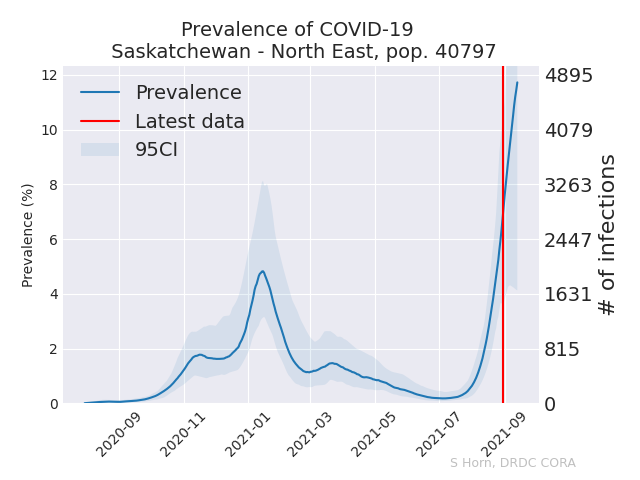 Prevalence of COVID-19
Saskatchewan - North East, pop. 40797
Prevalence
Latest data
95CI
Prevalence (%)
12
10
8
6
4
2
0
4895
4079
3263
2447
1631
815
0
# of infections
2020-09
2020-11
2021-01
2021-03
2021-05
2021-07
2021-09
S Horn, DRDC CORA